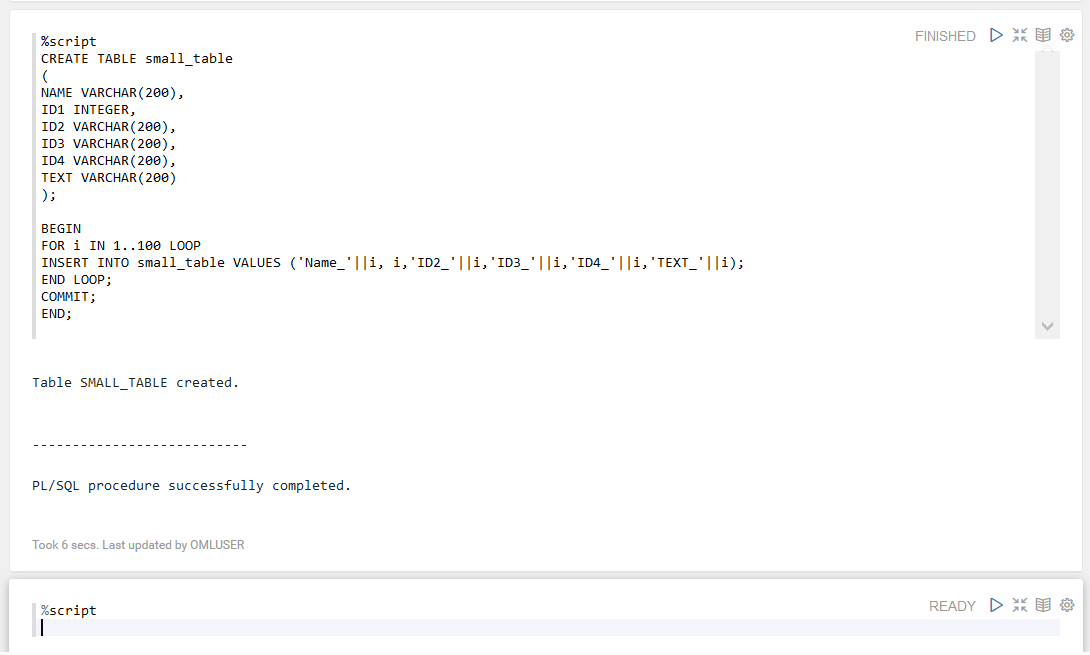 %script
FINISHED
CREATE TABLE small_table
(
NAME VARCHAR(200),
ID1 INTEGER,
ID2 VARCHAR(200),
ID3 VARCHAR(200),
ID4 VARCHAR(200),
TEXT VARCHAR(200)
);
BEGIN
FOR i IN 1..100 LOOP
INSERT INTO small_table VALUES ('Name_'||i, i,'ID2_'||i,'ID3_'||i,'ID4_'||i,'TEXT_'||i);
END LOOP;
COMMIT;
END;
Table SMALL_TABLE created.
---------------------------
PL/SQL procedure successfully completed.
Took 6 secs. Last updated by OMLUSER
%script
READY